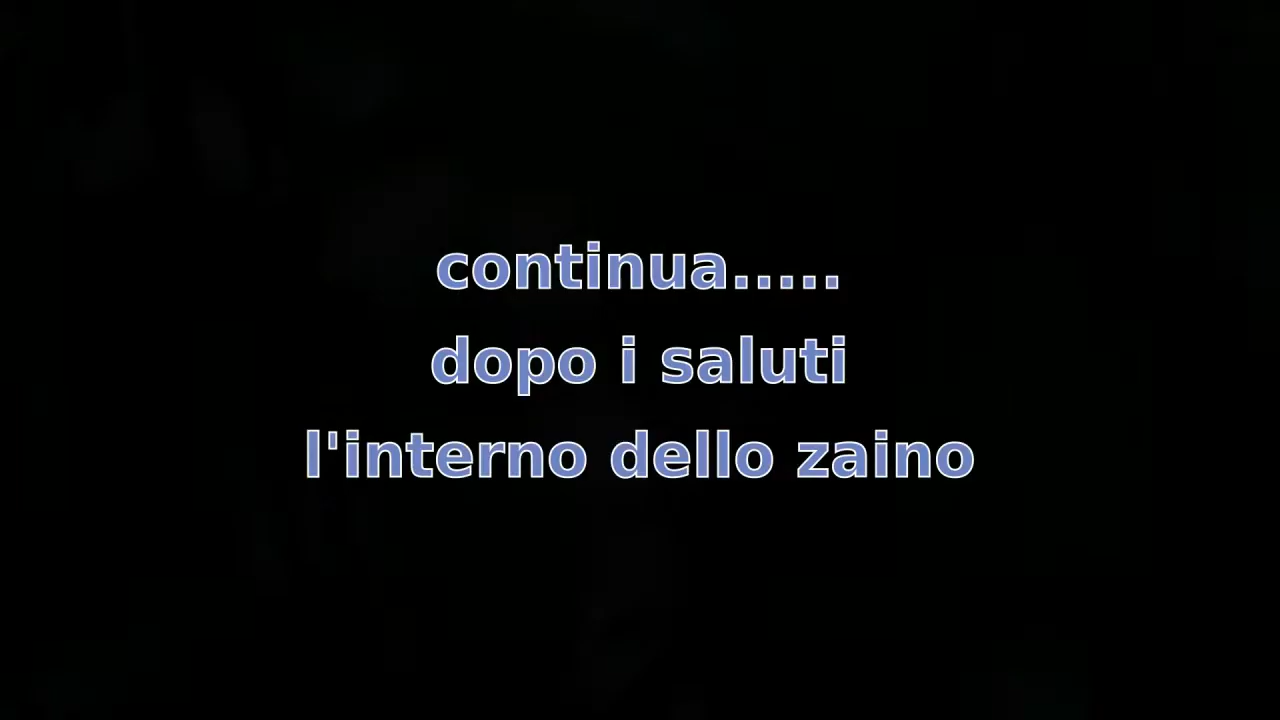 continua.....
dopo i saluti
l'interno dello zaino